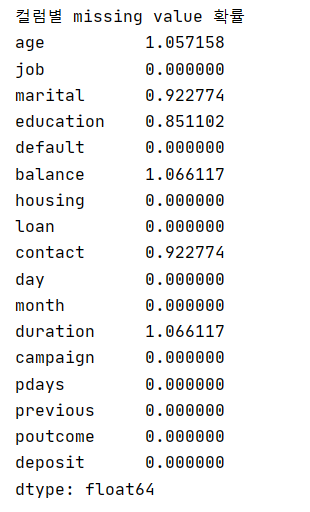 컬럼별 missing value 확률
age 1.057158
job 0.000000
marital 0.922774
education 0.851102
default 0.000000
balance 1.066117
housing 0.000000
loan 0.000000
contact 0.922774
day 0.000000
month 0.000000
duration 1.066117
campaign 0.000000
pdays 0.000000
previous 0.000000
poutcome 0.000000
deposit 0.000000
dtype: float64